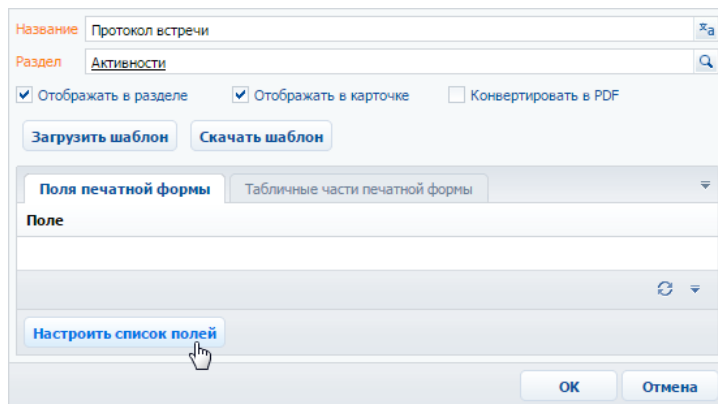 Название Протокол встречи
Раздел Активности
Отображать в разделе Отображать в карточке Конвертировать в PDF
Загрузить шаблон Скачать шаблон
Поля печатной формы Табличные части печатной формы
Поле
Настроить список полей
ОК Отмена